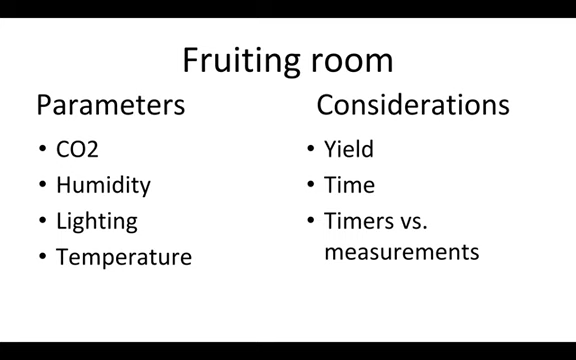 Fruiting room
Parameters
• CO2
• Humidity
• Lighting
• Temperature
Considerations
• Yield
• Time
• Timers vs.
measurements